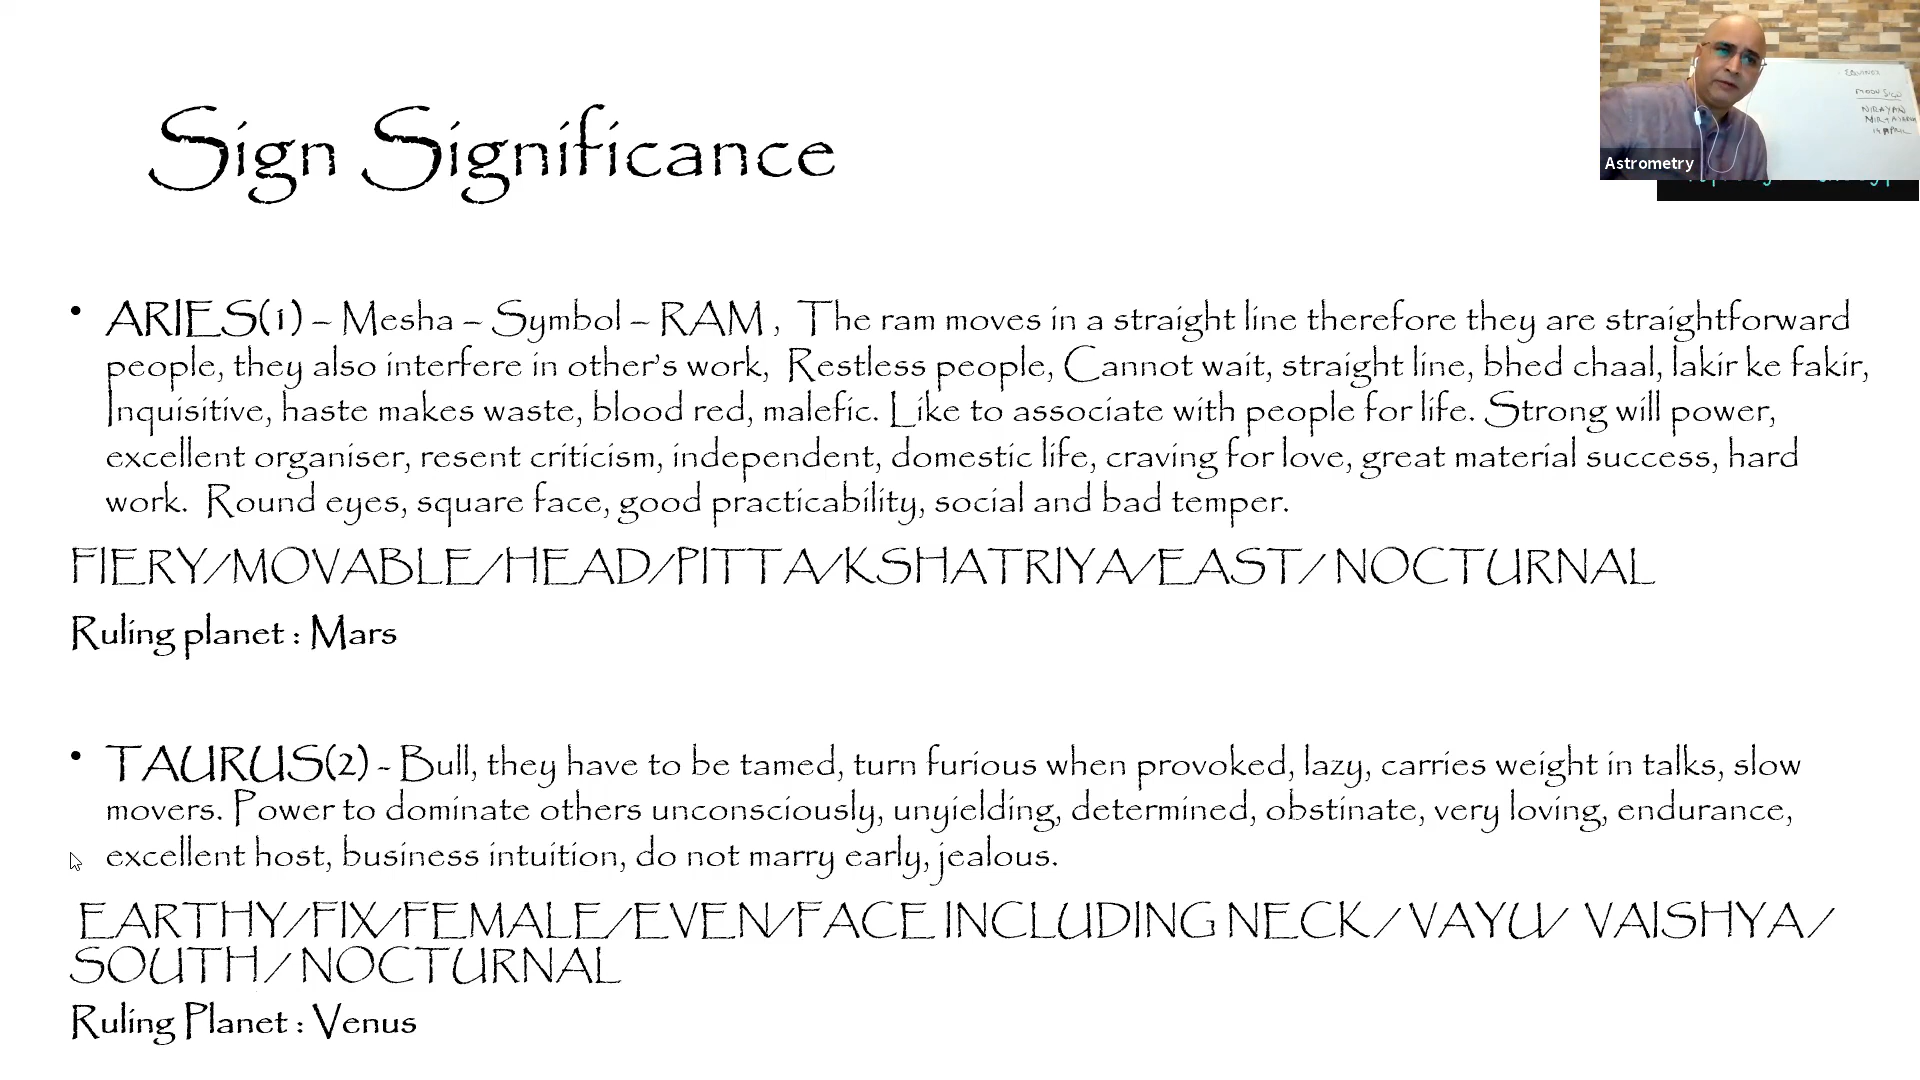 Sign Significance
Astrometry
EQUINOX
MOON SIGN
NIRAYAN
14 APRIL
• ARIES(1) – Mesha – Symbol – RAM , The ram moves in a straight line therefore they are straightforward
people, they also interfere in other's work, Restless people, Cannot wait, straight line, bhed chaal, lakir ke fakir,
Inquisitive, haste makes waste, blood red, malefic. Like to associate with people for life. Strong will power,
excellent organiser, resent criticism, independent, domestic life, craving for love, great material success, hard
work. Round eyes, square face, good practicability, social and bad temper.
FIERY/MOVABLE/HEAD/PITTA/KSHATRIYA/EAST/ NOCTURNAL
Ruling planet : Mars
• TAURUS(2) - Bull, they have to be tamed, turn furious when provoked, lazy, carries weight in talks, slow
movers. Power to dominate others unconsciously, unyielding, determined, obstinate, very loving, endurance,
excellent host, business intuition, do not marry early, jealous.
EARTHY/FIX/FEMALE/EVEN/FACE INCLUDING NECK/ VAYU/ VAISHYA/
SOUTH/ NOCTURNAL
Ruling Planet : Venus